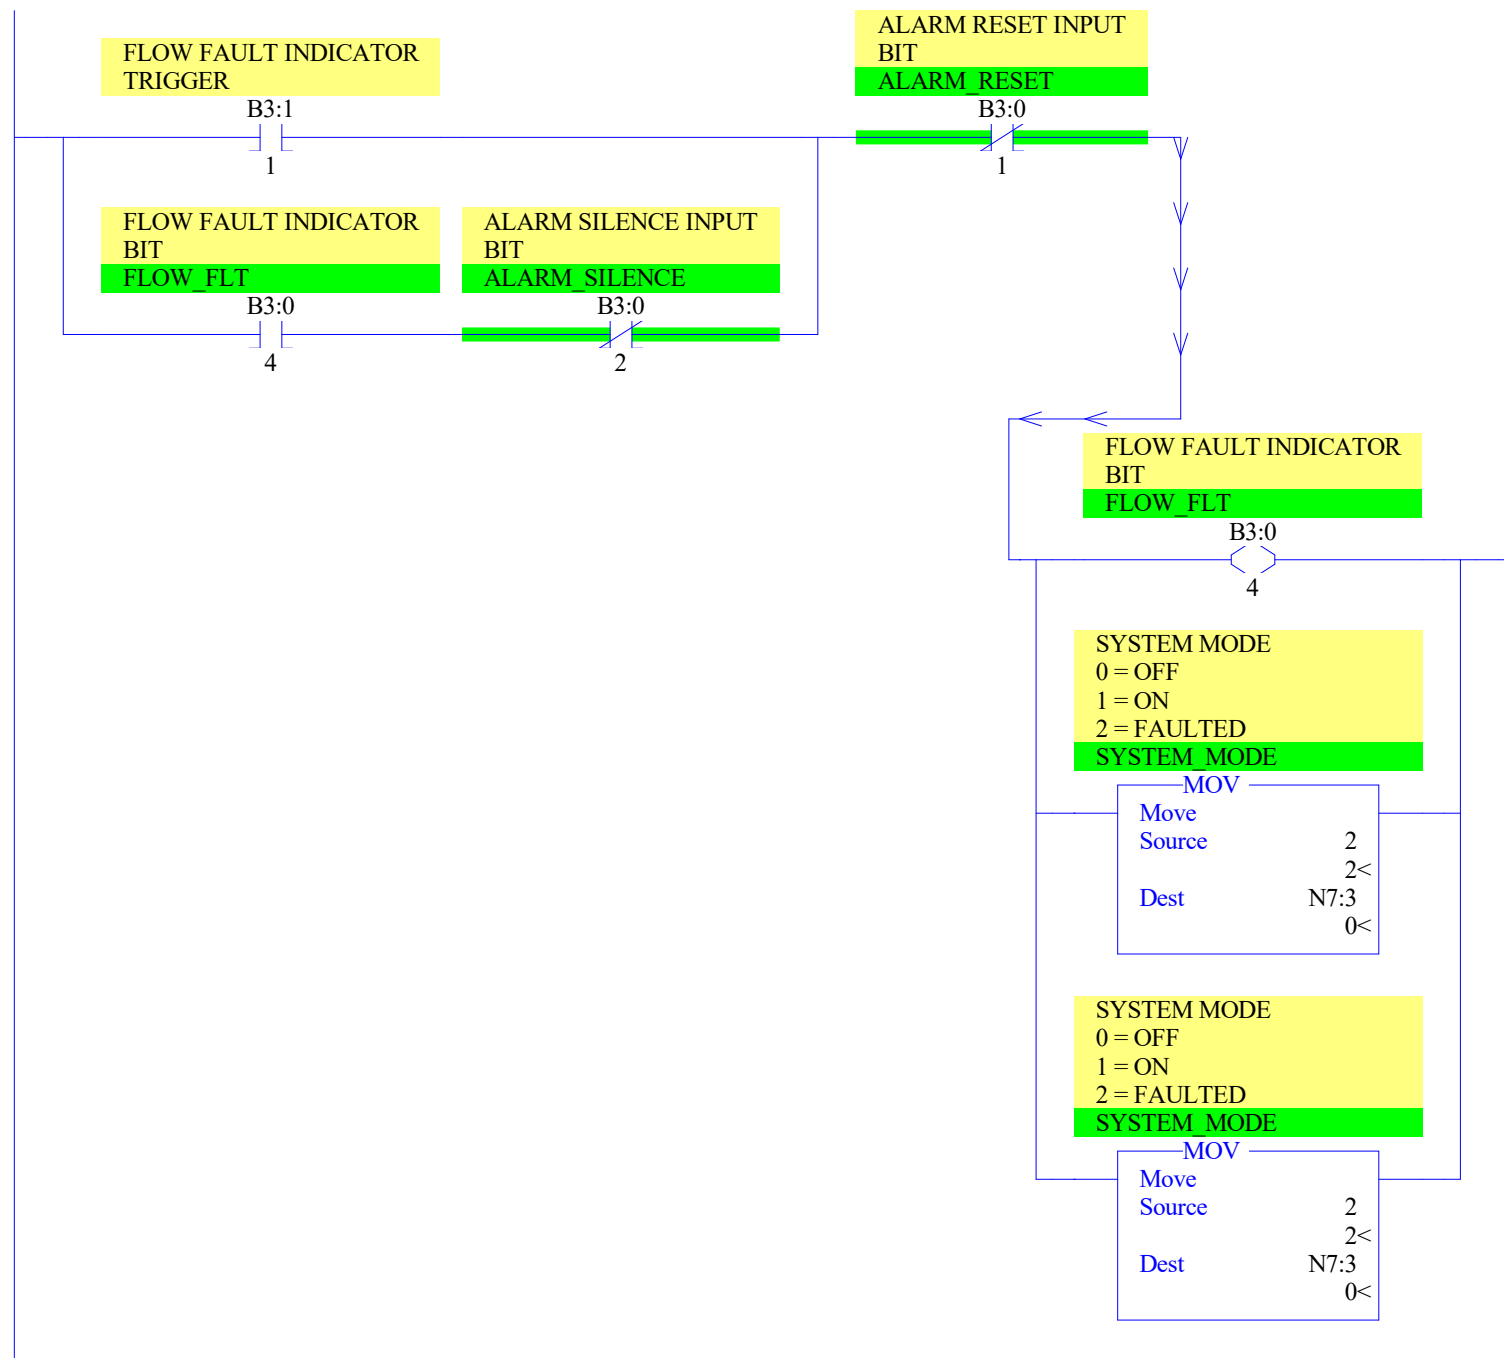 FLOW FAULT INDICATOR
TRIGGER
B3:1
1
ALARM RESET INPUT
BIT
ALARM_RESET
B3:0
1
FLOW FAULT INDICATOR
BIT
FLOW_FLT
B3:0
4
ALARM SILENCE INPUT
BIT
ALARM_SILENCE
B3:0
2
FLOW FAULT INDICATOR
BIT
FLOW_FLT
B3:0
4
SYSTEM MODE
0 = OFF
1 = ON
2 = FAULTED
SYSTEM_MODE
MOV
Move
Source 2
2<
Dest N7:3
0<
SYSTEM MODE
0 = OFF
1 = ON
2 = FAULTED
SYSTEM_MODE
MOV
Move
Source 2
2<
Dest N7:3
0<